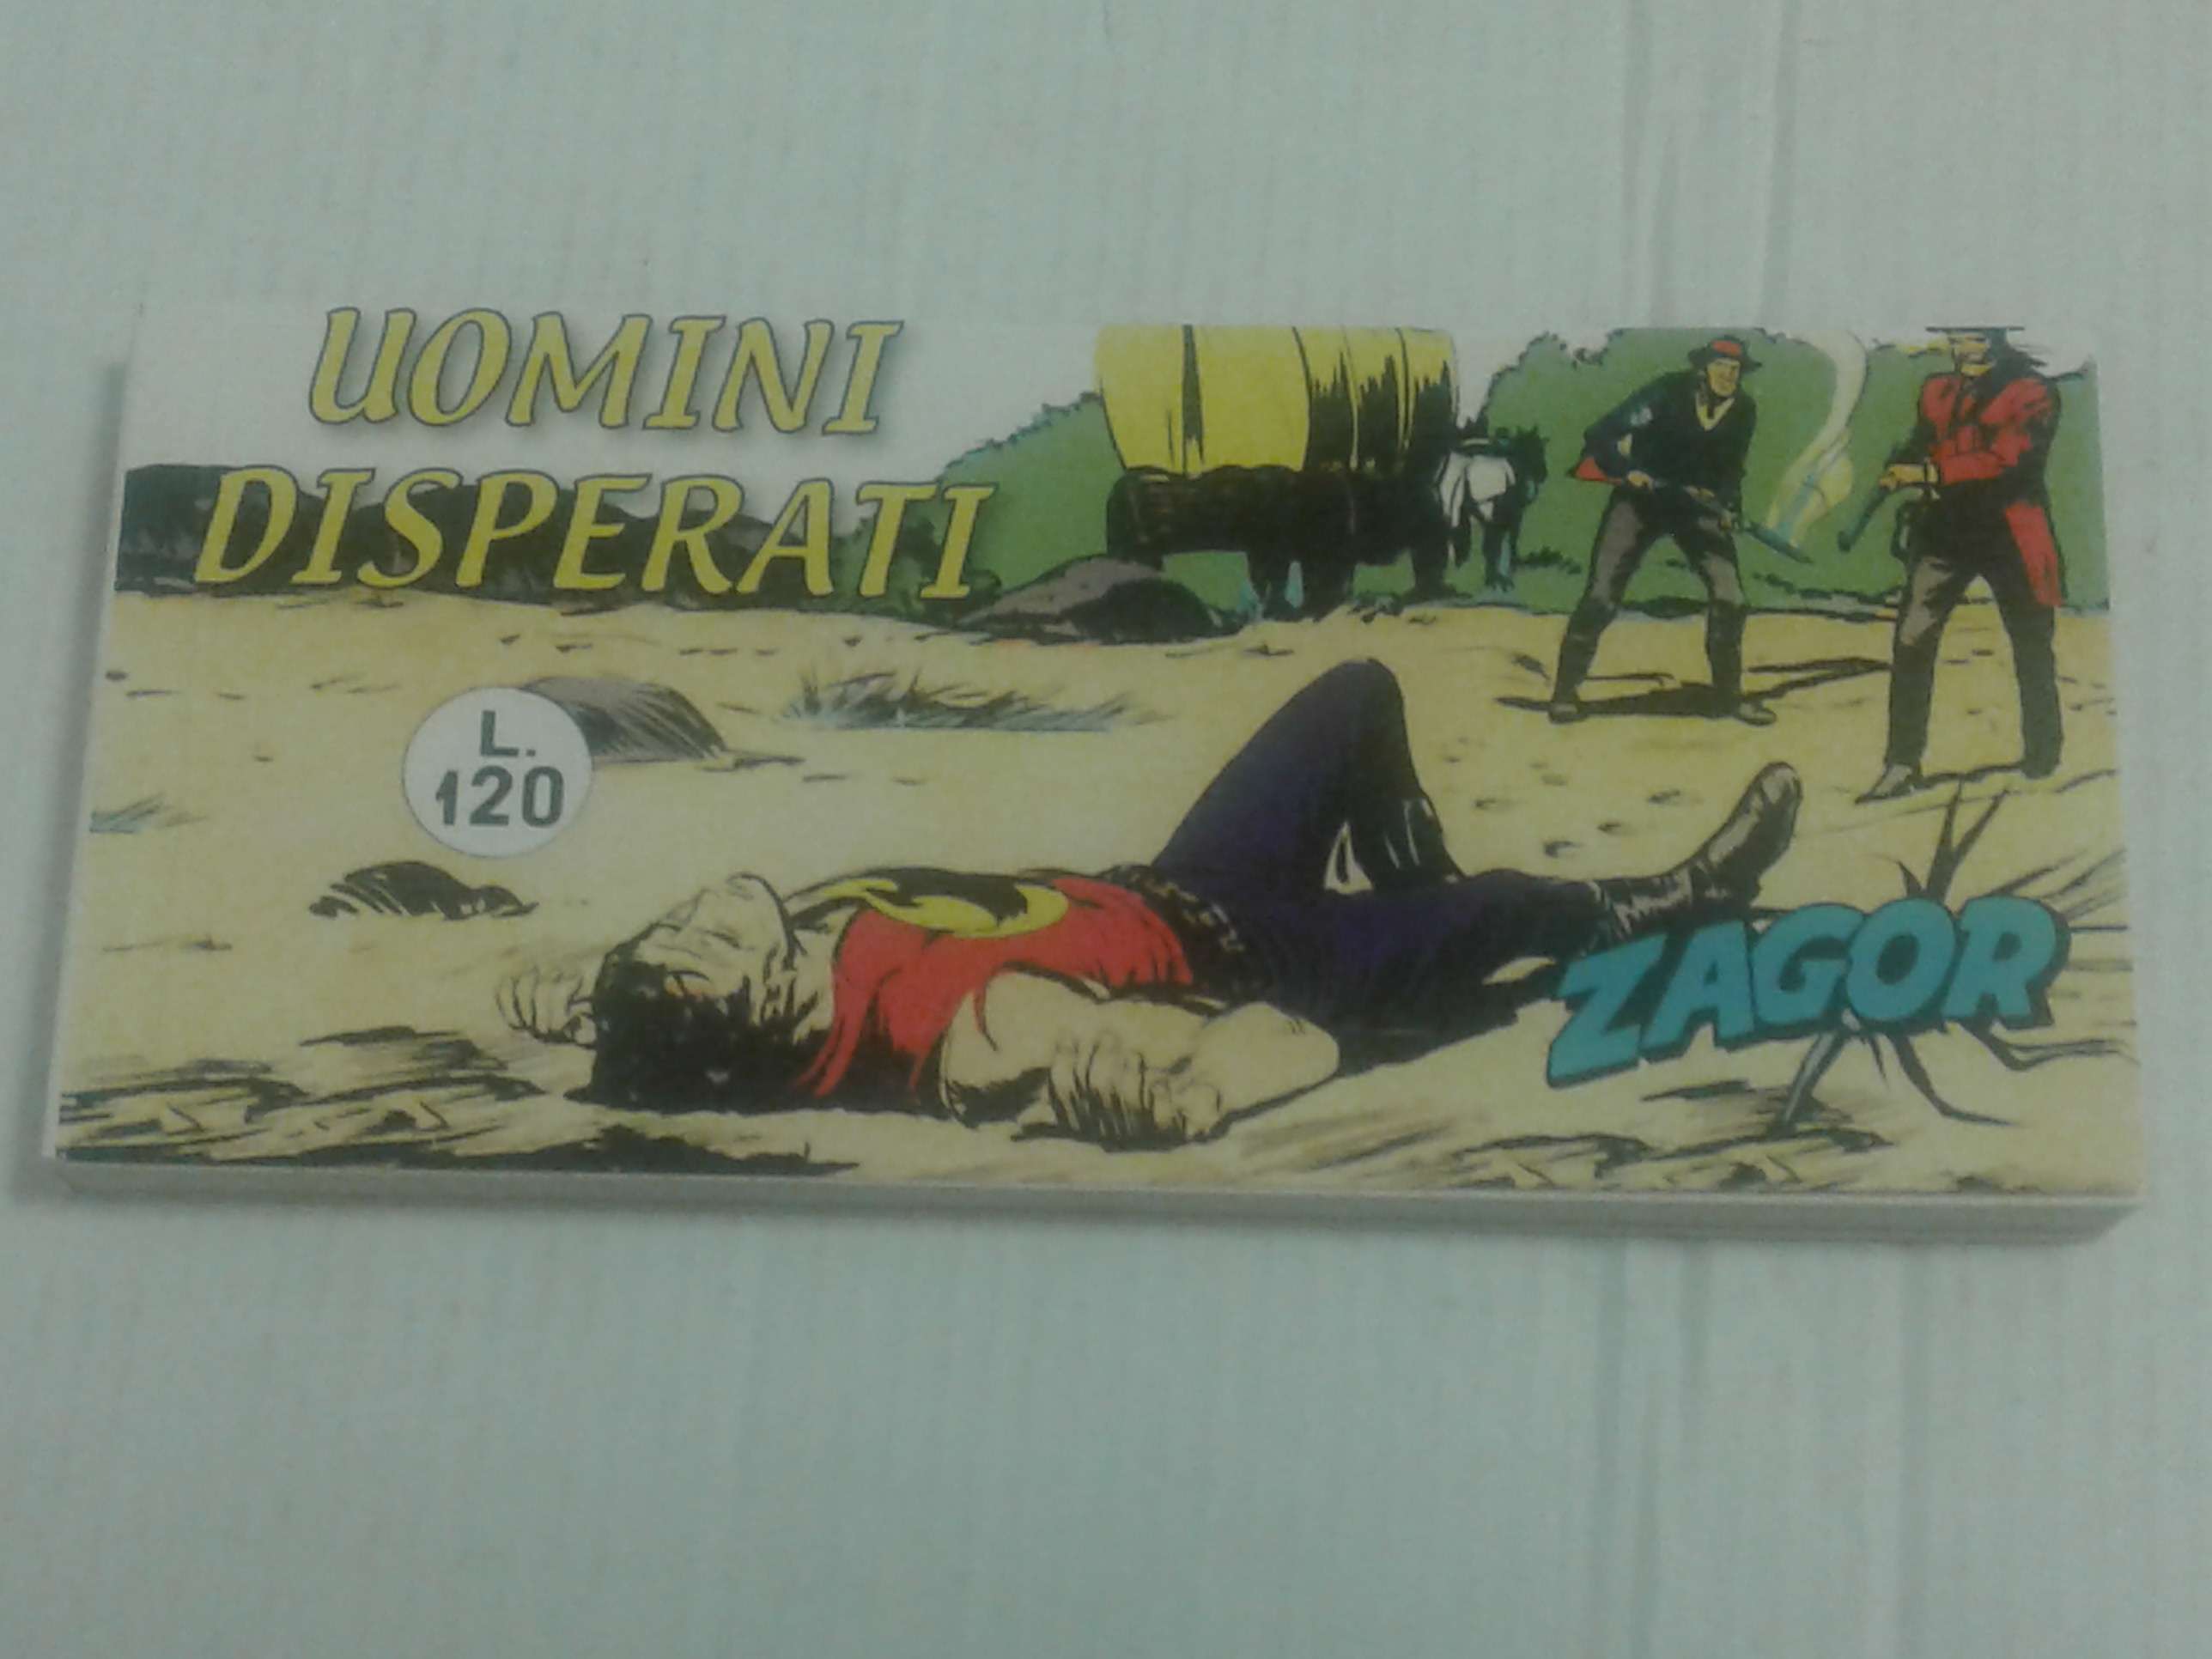 UOMINI
DISPERATI
L.
120
ZAGOR